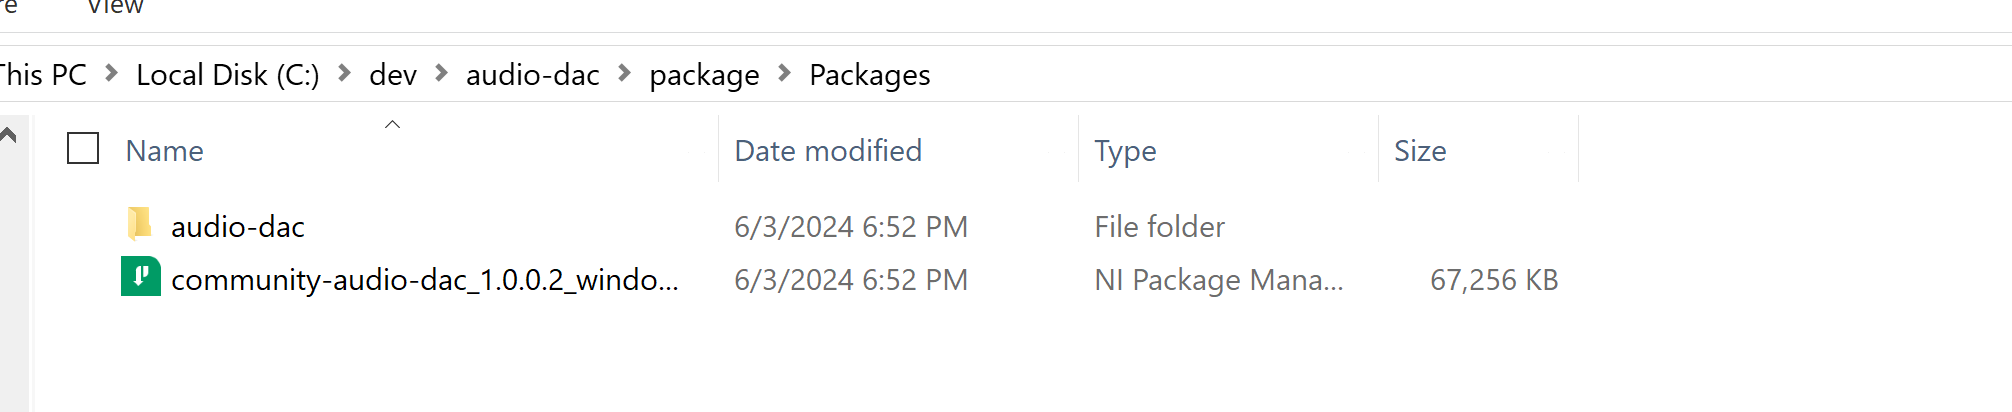 View
This PC > Local Disk (C:) > dev > audio-dac > package > Packages
Name Date modified Type Size
audio-dac 6/3/2024 6:52 PM File folder
community-audio-dac_1.0.0.2_windo... 6/3/2024 6:52 PM NI Package Mana... 67,256 KB